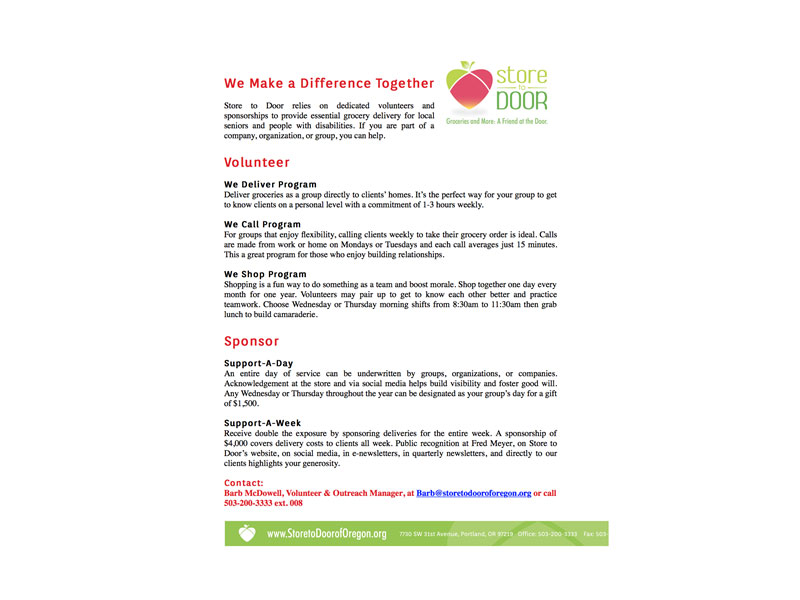 We Make a Difference Together
Store to Door relies on dedicated volunteers and
sponsorships to provide essential grocery delivery for local
seniors and people with disabilities. If you are part of a
company, organization, or group, you can help.
store
to
DOOR
Groceries and More: A Friend at the Door.
Volunteer
We Deliver Program
Deliver groceries as a group directly to clients' homes. It's the perfect way for your group to get
to know clients on a personal level with a commitment of 1-3 hours weekly.
We Call Program
For groups that enjoy flexibility, calling clients weekly to take their grocery order is ideal. Calls
are made from work or home on Mondays or Tuesdays and each call averages just 15 minutes.
This a great program for those who enjoy building relationships.
We Shop Program
Shopping is a fun way to do something as a team and boost morale. Shop together one day every
month for one year. Volunteers may pair up to get to know each other better and practice
teamwork. Choose Wednesday or Thursday morning shifts from 8:30am to 11:30am then grab
lunch to build camaraderie.
Sponsor
Support-A-Day
An entire day of service can be underwritten by groups, organizations, or companies.
Acknowledgement at the store and via social media helps build visibility and foster good will.
Any Wednesday or Thursday throughout the year can be designated as your group's day for a gift
of $1,500.
Support-A-Week
Receive double the exposure by sponsoring deliveries for the entire week. A sponsorship of
$4,000 covers delivery costs to clients all week. Public recognition at Fred Meyer, on Store to
Door's website, on social media, in e-newsletters, in quarterly newsletters, and directly to our
clients highlights your generosity.
Contact:
Barb McDowell, Volunteer & Outreach Manager, at Barb@storetodooroforegon.org or call
503-200-3333 ext. 008
www.StoretoDoorofOregon.org 7730 SW 31st Avenue, Portland, OR 97219 Office: 503-200-3333 Fax: 503-